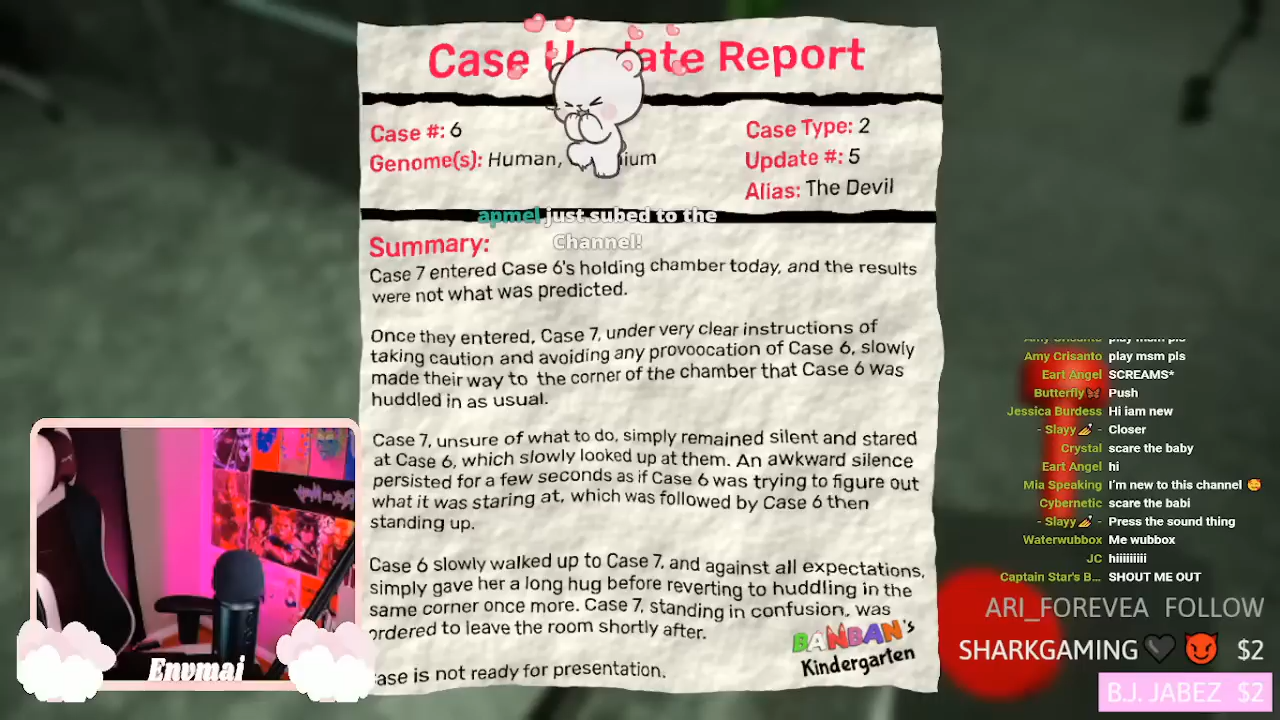 Case Update Report
Case #: 6
Case Type: 2
Genome(s): Human,
Update #: 5
Alias: The Devil
apmel just subed to the
Channel!
Summary:
Case 7 entered Case 6's holding chamber today, and the results
were not what was predicted.
Once they entered, Case 7, under very clear instructions of
taking caution and avoiding any provoocation of Case 6, slowly
made their way to the corner of the chamber that Case 6 was
huddled in as usual.
Case 7, unsure of what to do, simply remained silent and stared
at Case 6, which slowly looked up at them. An awkward silence
persisted for a few seconds as if Case 6 was trying to figure out
what it was staring at, which was followed by Case 6 then
standing up.
Case 6 slowly walked up to Case 7, and against all expectations,
simply gave her a long hug before reverting to huddling in the
same corner once more. Case 7, standing in confusion, was
ordered to leave the room shortly after.
Case is not ready for presentation.
BANBAN's
Kindergarten
Envmai
Amy Crisanto play msm pls
Amy Crisanto play msm pls
Eart Angel SCREAMS*
Butterfly Push
Jessica Burdess Hi iam new
- Slayy - Closer
Crystal scare the baby
Eart Angel hi
Mia Speaking I'm new to this channel
Cybernetic scare the babi
- Slayy - Press the sound thing
Waterwubbox Me wubbox
JC hiiiiiiiii
Captain Star's B... SHOUT ME OUT
ARI_FOREVEA FOLLOW
SHARKGAMING $2
B.J. JABEZ $2